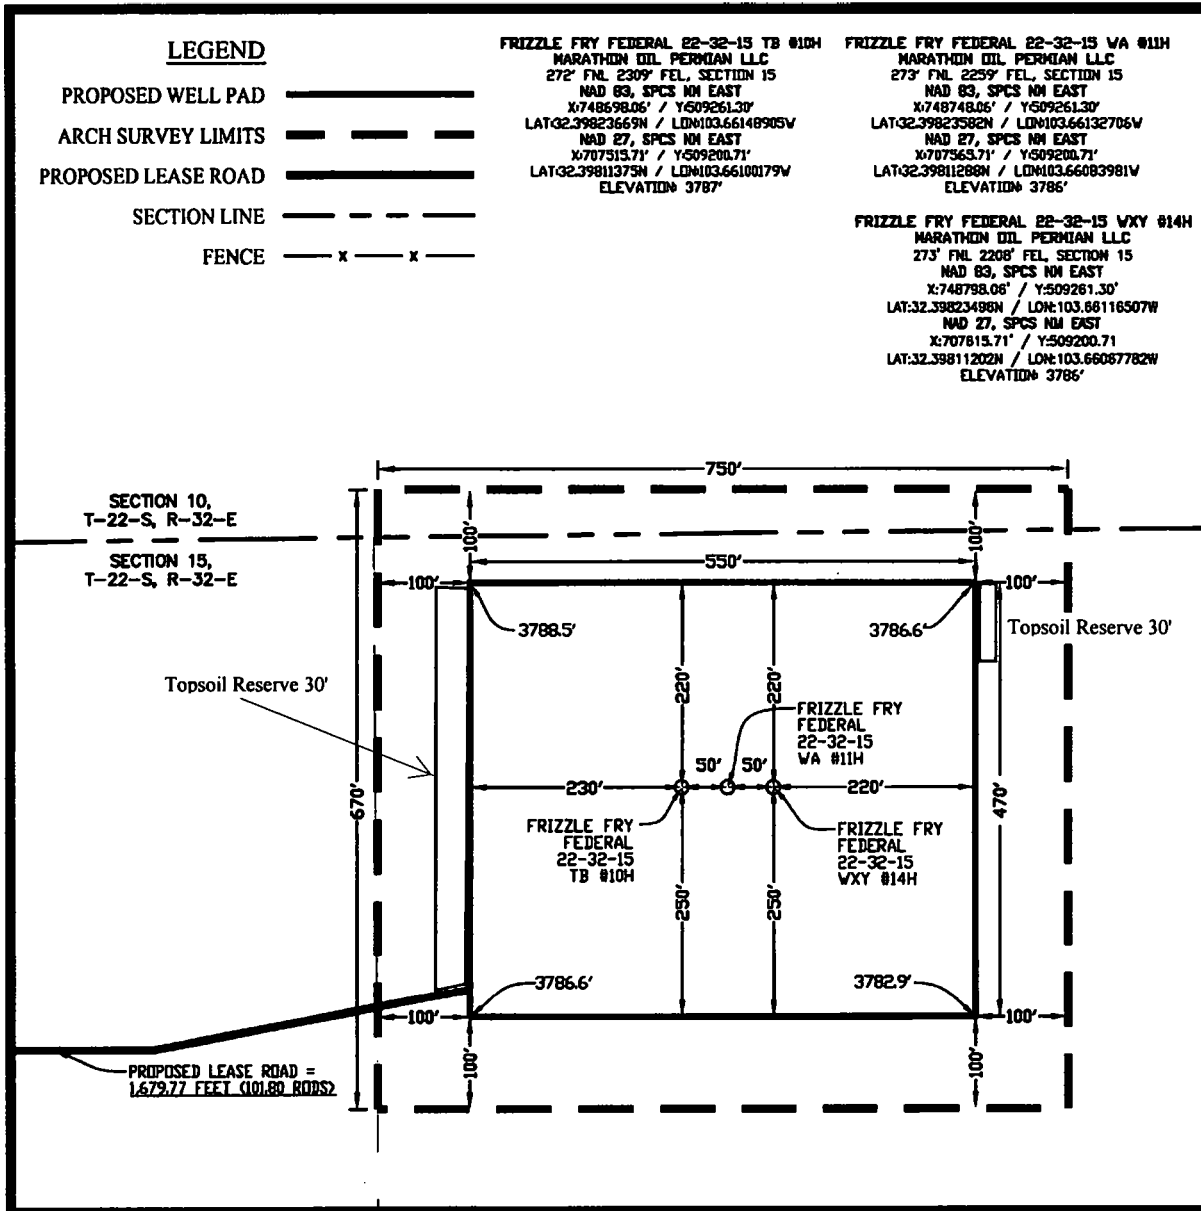 LEGEND
PROPOSED WELL PAD
ARCH SURVEY LIMITS
PROPOSED LEASE ROAD
SECTION LINE
FENCE
x x
FRIZZLE FRY FEDERAL 22-32-15 TB #10H
MARATHON OIL PERMIAN LLC
272' FNL 2309' FEL, SECTION 15
NAD 83, SPCS NM EAST
X:748698.06' / Y:509261.30'
LAT:32.39823669N / LON:103.66148905W
NAD 27, SPCS NM EAST
X:707515.71' / Y:509200.71'
LAT:32.39811375N / LON:103.66100179W
ELEVATION: 3787'
FRIZZLE FRY FEDERAL 22-32-15 WA #11H
MARATHON OIL PERMIAN LLC
273' FNL 2259' FEL, SECTION 15
NAD 83, SPCS NM EAST
X:748748.06' / Y:509261.30'
LAT:32.39823582N / LON:103.66132706W
NAD 27, SPCS NM EAST
X:707565.71' / Y:509200.71'
LAT:32.39811288N / LON:103.66083981W
ELEVATION: 3786'
FRIZZLE FRY FEDERAL 22-32-15 WXY #14H
MARATHON OIL PERMIAN LLC
273' FNL 2208' FEL, SECTION 15
NAD 83, SPCS NM EAST
X:748798.06' / Y:509261.30'
LAT:32.39823496N / LON:103.66116507W
NAD 27, SPCS NM EAST
X:707615.71' / Y:509200.71
LAT:32.39811202N / LON:103.66067782W
ELEVATION: 3786'
750'
SECTION 10,
T-22-S, R-32-E
SECTION 15,
T-22-S, R-32-E
100'
100'
550'
100'
100'
3788.5'
3786.6'
Topsoil Reserve 30'
Topsoil Reserve 30'
220'
220'
FRIZZLE FRY
FEDERAL
22-32-15
WA #11H
50'
50'
230'
220'
670'
470'
FRIZZLE FRY
FEDERAL
22-32-15
TB #10H
FRIZZLE FRY
FEDERAL
22-32-15
WXY #14H
250'
250'
3786.6'
3782.9'
100'
100'
100'
100'
PROPOSED LEASE ROAD =
1,679.77 FEET (101.80 RODS)